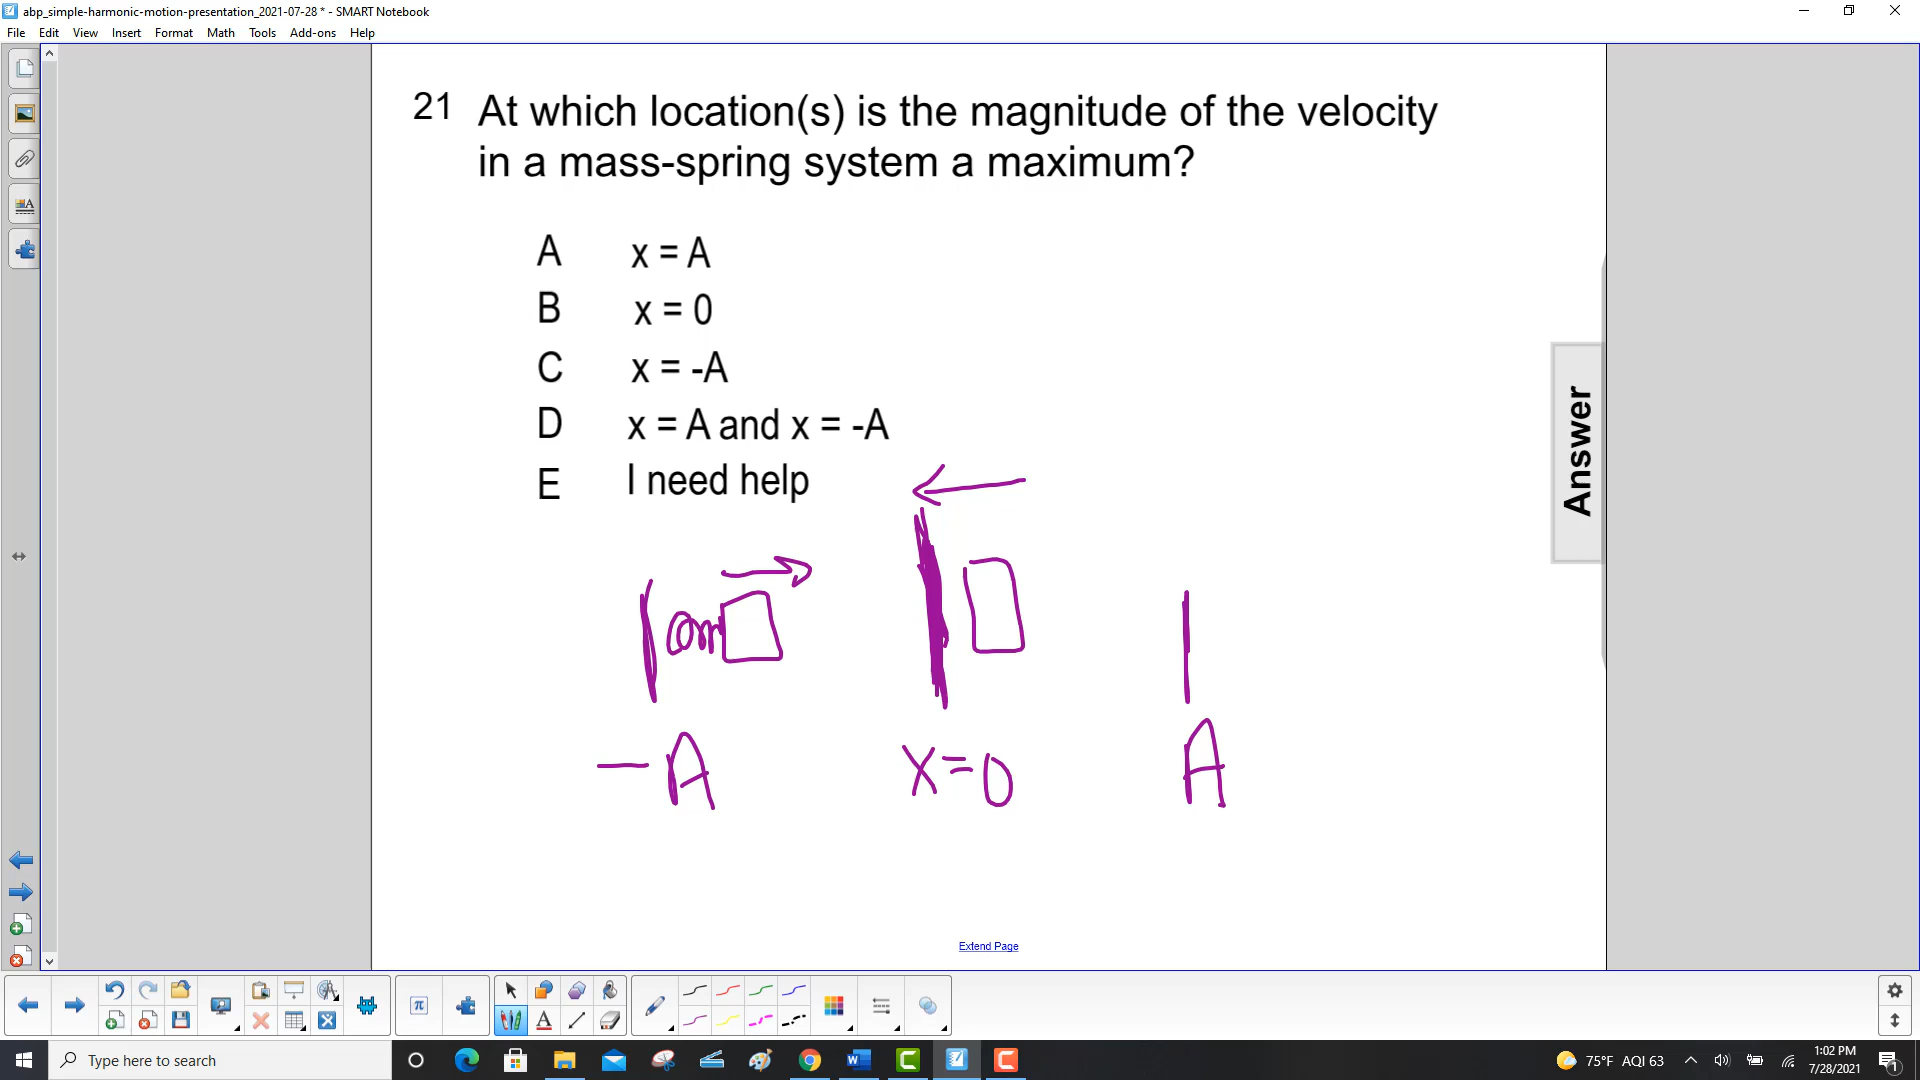 abp_simple-harmonic-motion-presentation_2021-07-28 * - SMART Notebook
File Edit View Insert Format Math Tools Add-ons Help
21 At which location(s) is the magnitude of the velocity
in a mass-spring system a maximum?
A x = A
B x = 0
C x = -A
D x = A and x = -A
E I need help
Answer
-A x=0 A
Extend Page
π
A
Type here to search
75°F AQI 63
1:02 PM
7/28/2021
1